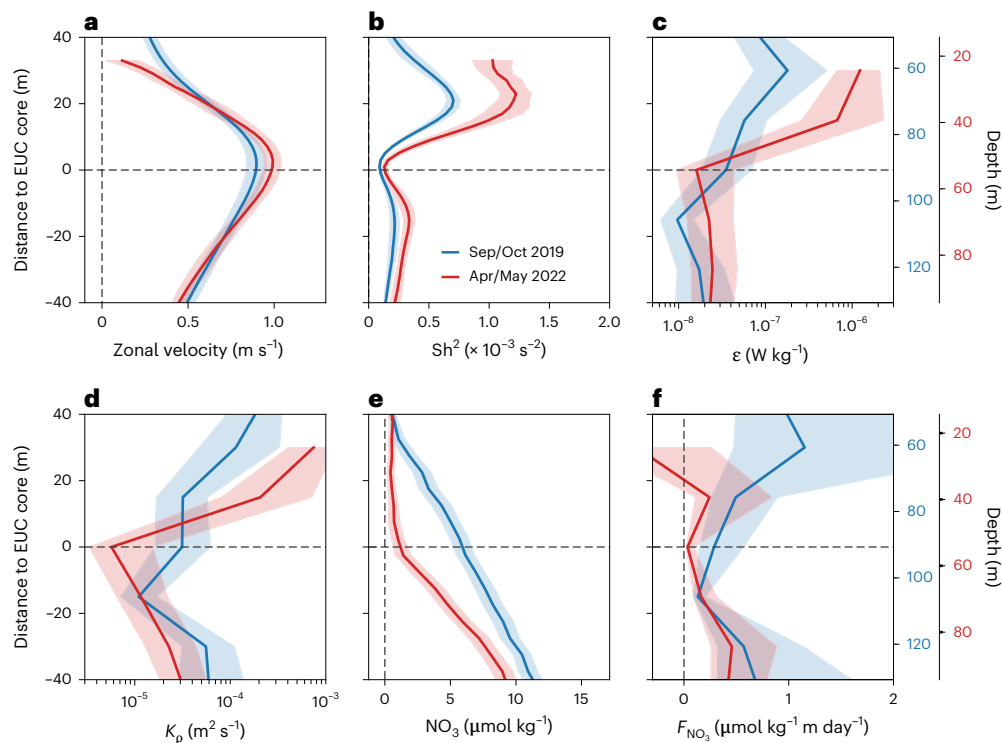 a
b
c
40
20
0
−20
−40
Distance to EUC core (m)
0
0.5
1.0
Zonal velocity (m s⁻¹)
0
0.5
1.0
1.5
2.0
Sh² (× 10⁻³ s⁻²)
Sep/Oct 2019
Apr/May 2022
10⁻⁸
10⁻⁷
10⁻⁶
ε (W kg⁻¹)
60
80
100
120
20
40
60
80
Depth (m)
d
e
f
40
20
0
−20
−40
Distance to EUC core (m)
10⁻⁵
10⁻⁴
10⁻³
Kρ (m² s⁻¹)
0
5
10
15
NO₃ (μmol kg⁻¹)
0
1
2
F_NO₃ (μmol kg⁻¹ m day⁻¹)
60
80
100
120
20
40
60
80
Depth (m)